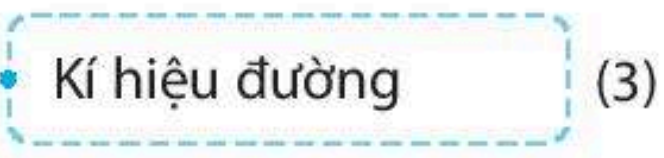 Kí hiệu đường (3)